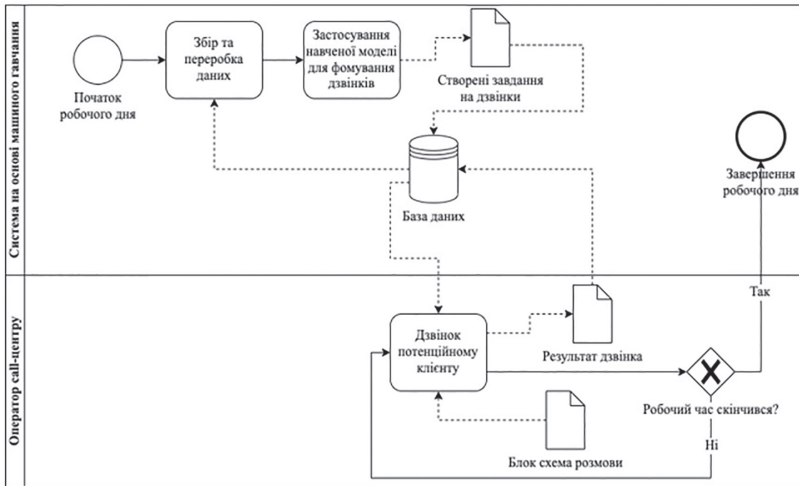 Система на основі машиного гавчання
Початок
робочого дня
Збір та
переробка
даних
Застосування
навченої моделі
для фомування
дзвінків
Створені завдання
на дзвінки
База даних
Завершення
робочого дня
Оператор call-центру
Дзвінок
потенційному
клієнту
Результат дзвінка
Блок схема розмови
Робочий час скінчився?
Так
Ні